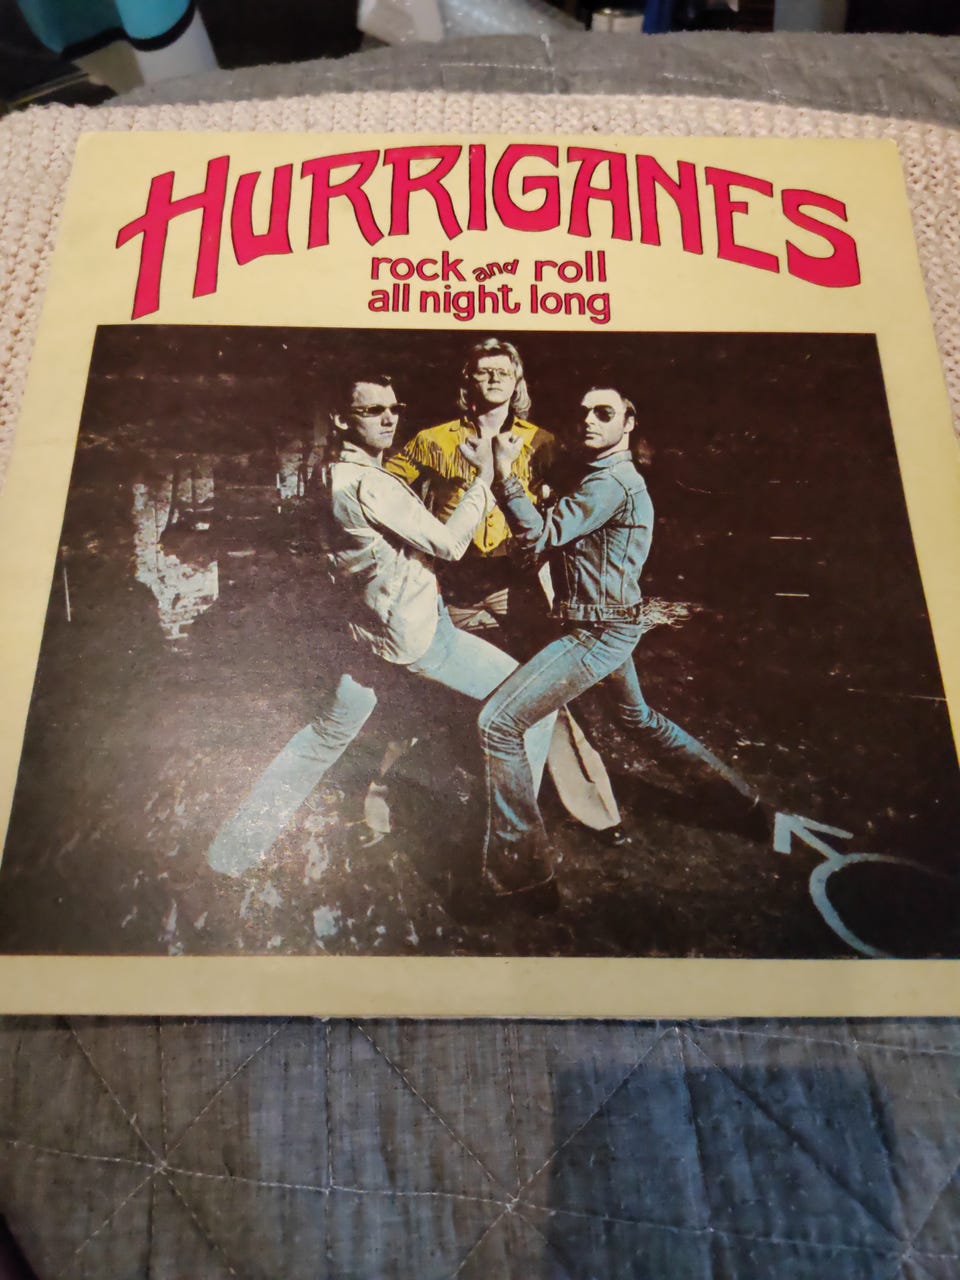 HURRIGANES
rock and roll
all night long